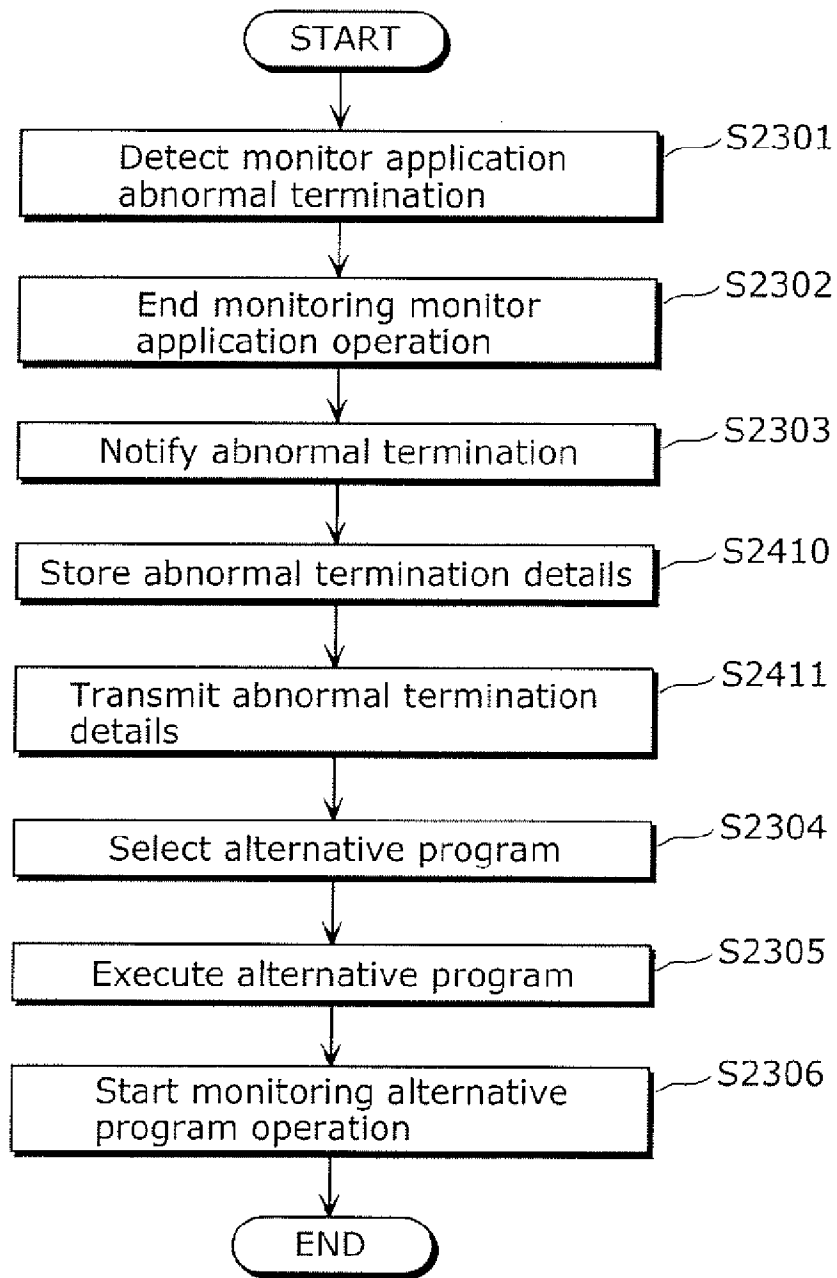 START
Detect monitor application
abnormal termination
S2301
End monitoring monitor
application operation
S2302
Notify abnormal termination
S2303
Store abnormal termination details
S2410
Transmit abnormal termination
details
S2411
Select alternative program
S2304
Execute alternative program
S2305
Start monitoring alternative
program operation
S2306
END